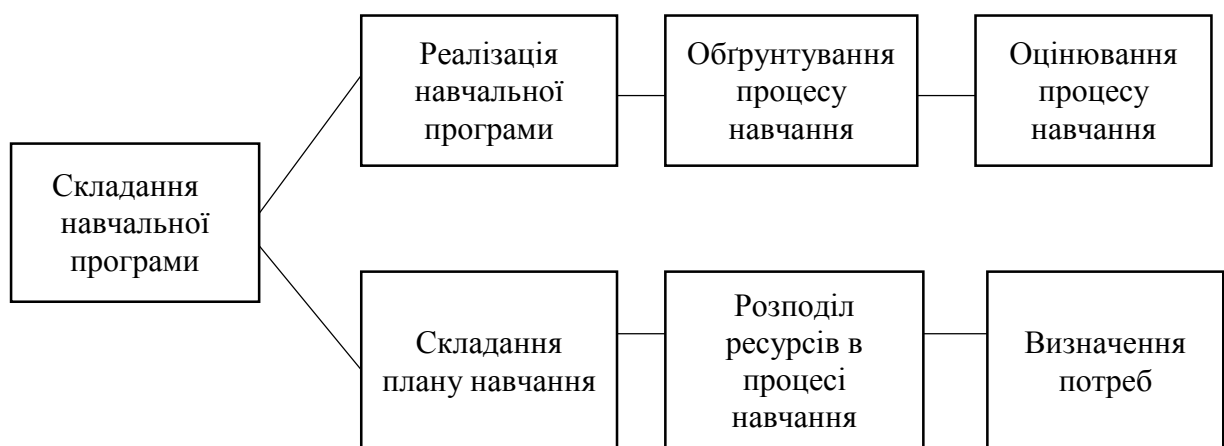 Складання
навчальної
програми
Реалізація
навчальної
програми
Обґрунтування
процесу
навчання
Оцінювання
процесу
навчання
Складання
плану навчання
Розподіл
ресурсів в
процесі
навчання
Визначення
потреб